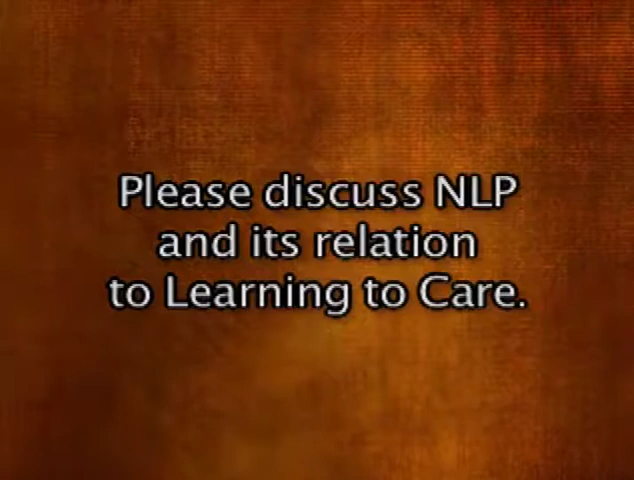 Please discuss NLP
and its relation
to Learning to Care.